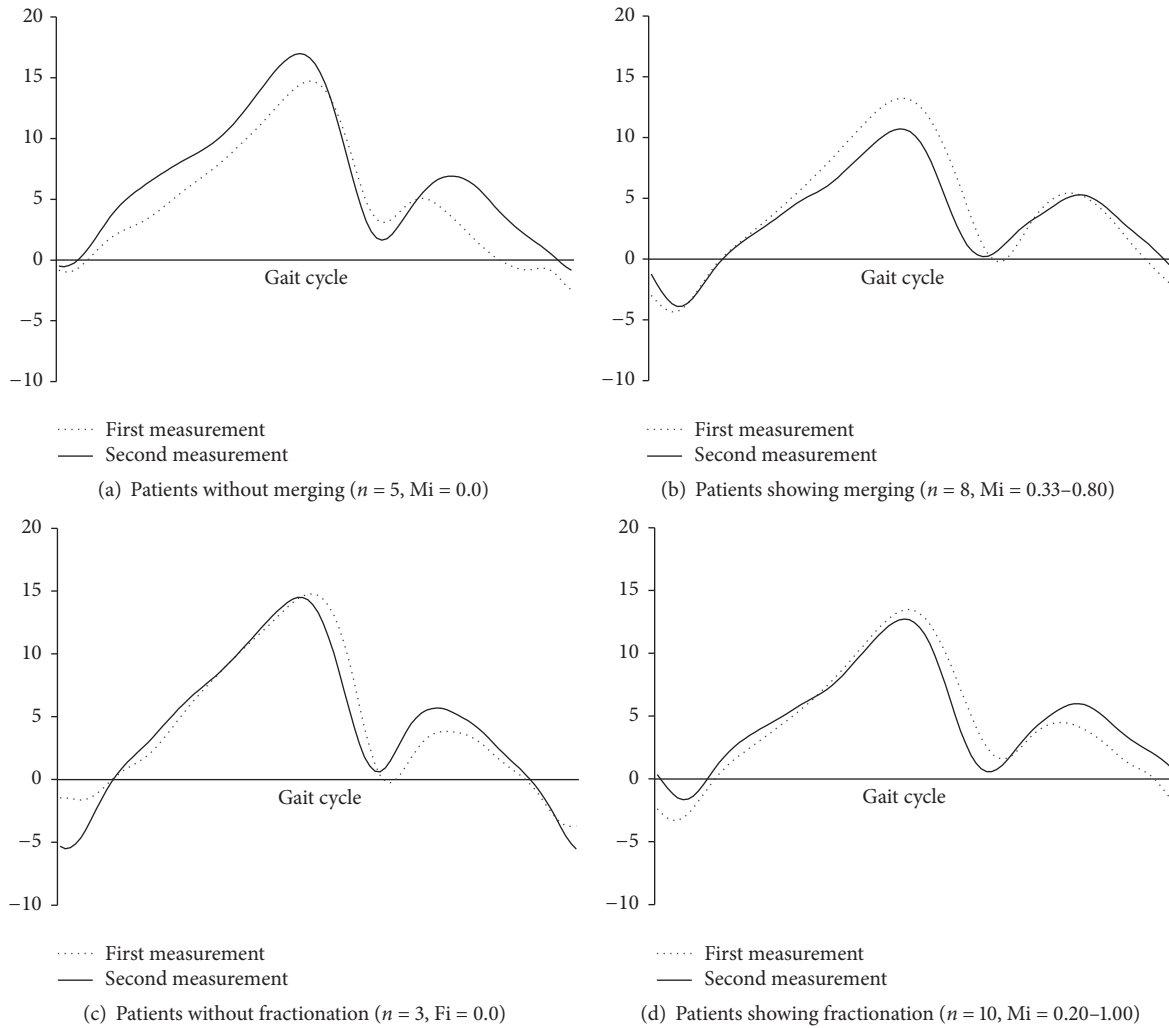 20
15
10
5
0
−5
−10
Gait cycle
First measurement
Second measurement
(a) Patients without merging (n = 5, Mi = 0.0)
20
15
10
5
0
−5
−10
Gait cycle
First measurement
Second measurement
(b) Patients showing merging (n = 8, Mi = 0.33–0.80)
20
15
10
5
0
−5
−10
Gait cycle
First measurement
Second measurement
(c) Patients without fractionation (n = 3, Fi = 0.0)
20
15
10
5
0
−5
−10
Gait cycle
First measurement
Second measurement
(d) Patients showing fractionation (n = 10, Mi = 0.20–1.00)